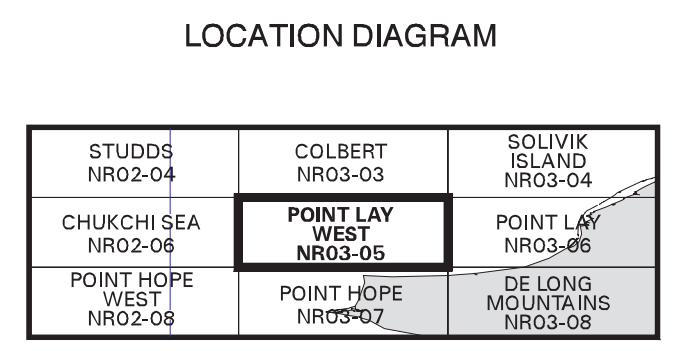 LOCATION DIAGRAM
STUDDS
NR02-04
COLBERT
NR03-03
SOLIVIK
ISLAND
NR03-04
CHUKCHI SEA
NR02-06
POINT LAY
WEST
NR03-05
POINT LAY
NR03-06
POINT HOPE
WEST
NR02-08
POINT HOPE
NR03-07
DE LONG
MOUNTAINS
NR03-08